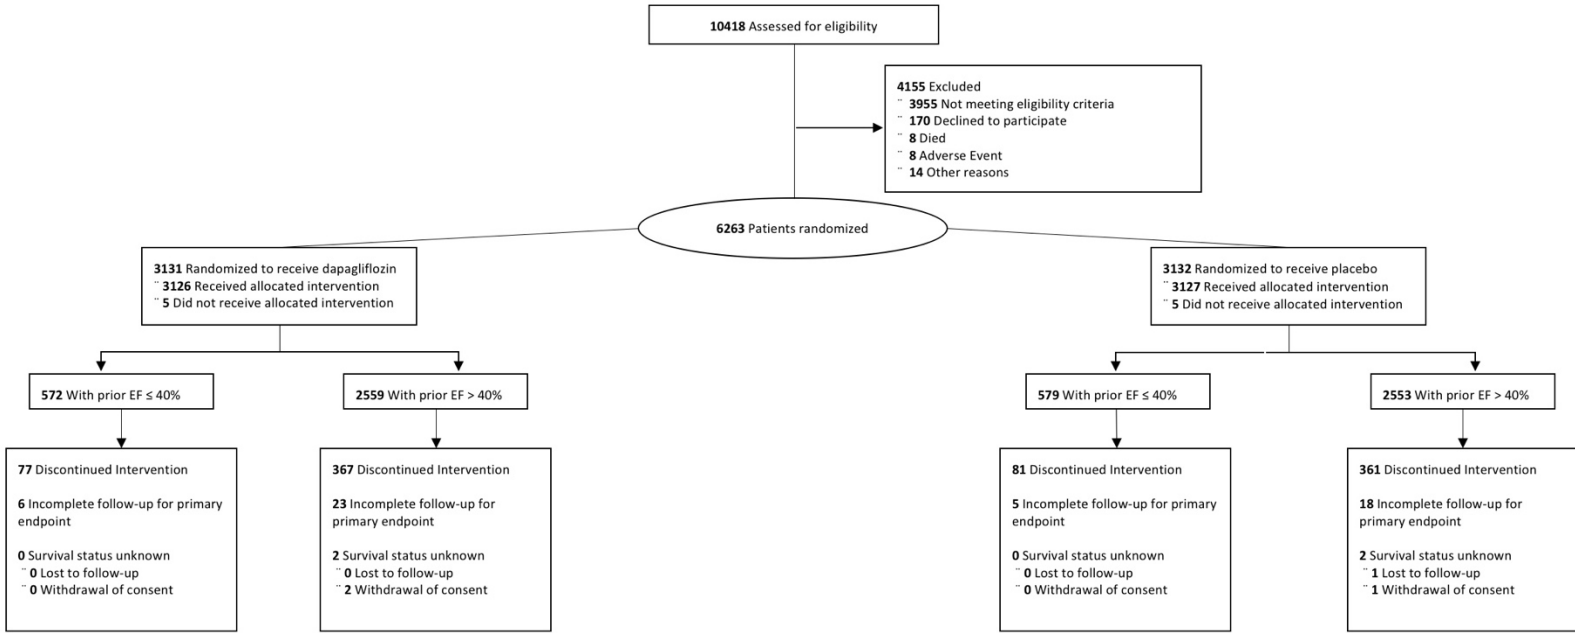 10418 Assessed for eligibility
4155 Excluded
¨ 3955 Not meeting eligibility criteria
¨ 170 Declined to participate
¨ 8 Died
¨ 8 Adverse Event
¨ 14 Other reasons
6263 Patients randomized
3131 Randomized to receive dapagliflozin
¨ 3126 Received allocated intervention
¨ 5 Did not receive allocated intervention
3132 Randomized to receive placebo
¨ 3127 Received allocated intervention
¨ 5 Did not receive allocated intervention
572 With prior EF ≤ 40%
2559 With prior EF > 40%
579 With prior EF ≤ 40%
2553 With prior EF > 40%
77 Discontinued Intervention
6 Incomplete follow-up for primary
endpoint
0 Survival status unknown
¨ 0 Lost to follow-up
¨ 0 Withdrawal of consent
367 Discontinued Intervention
23 Incomplete follow-up for
primary endpoint
2 Survival status unknown
¨ 0 Lost to follow-up
¨ 2 Withdrawal of consent
81 Discontinued Intervention
5 Incomplete follow-up for primary
endpoint
0 Survival status unknown
¨ 0 Lost to follow-up
¨ 0 Withdrawal of consent
361 Discontinued Intervention
18 Incomplete follow-up for
primary endpoint
2 Survival status unknown
¨ 1 Lost to follow-up
¨ 1 Withdrawal of consent